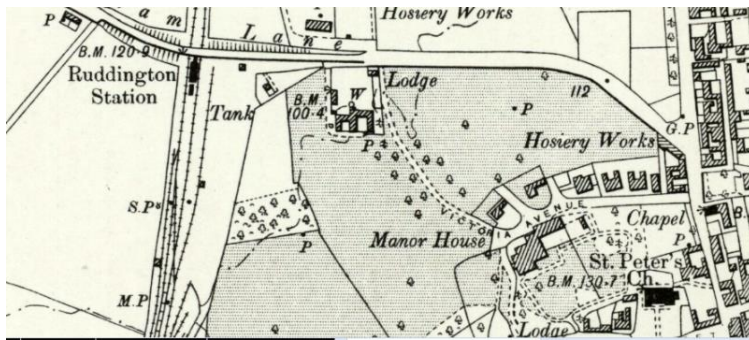 Hosiery Works
P
a m L a n e
B.M. 120·9
Ruddington
Station
Lodge
112
W
Tank
B.M.
100·4
P
G.P
P
Hosiery Works
S.Ps
VICTORIA AVENUE
Chapel
B
Manor House
P
P
St. Peter's
Ch.
B.M. 130·7
M.P
Lodge
P